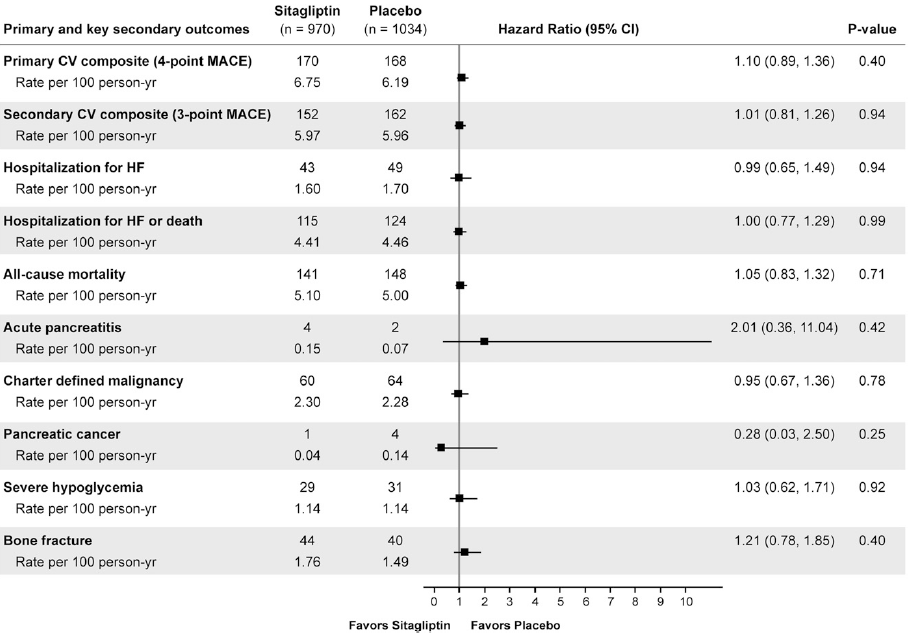 Sitagliptin Placebo
Primary and key secondary outcomes (n = 970) (n = 1034) Hazard Ratio (95% CI) P-value
Primary CV composite (4-point MACE) 170 168 1.10 (0.89, 1.36) 0.40
Rate per 100 person-yr 6.75 6.19
Secondary CV composite (3-point MACE) 152 162 1.01 (0.81, 1.26) 0.94
Rate per 100 person-yr 5.97 5.96
Hospitalization for HF 43 49 0.99 (0.65, 1.49) 0.94
Rate per 100 person-yr 1.60 1.70
Hospitalization for HF or death 115 124 1.00 (0.77, 1.29) 0.99
Rate per 100 person-yr 4.41 4.46
All-cause mortality 141 148 1.05 (0.83, 1.32) 0.71
Rate per 100 person-yr 5.10 5.00
Acute pancreatitis 4 2 2.01 (0.36, 11.04) 0.42
Rate per 100 person-yr 0.15 0.07
Charter defined malignancy 60 64 0.95 (0.67, 1.36) 0.78
Rate per 100 person-yr 2.30 2.28
Pancreatic cancer 1 4 0.28 (0.03, 2.50) 0.25
Rate per 100 person-yr 0.04 0.14
Severe hypoglycemia 29 31 1.03 (0.62, 1.71) 0.92
Rate per 100 person-yr 1.14 1.14
Bone fracture 44 40 1.21 (0.78, 1.85) 0.40
Rate per 100 person-yr 1.76 1.49
0 1 2 3 4 5 6 7 8 9 10
Favors Sitagliptin Favors Placebo